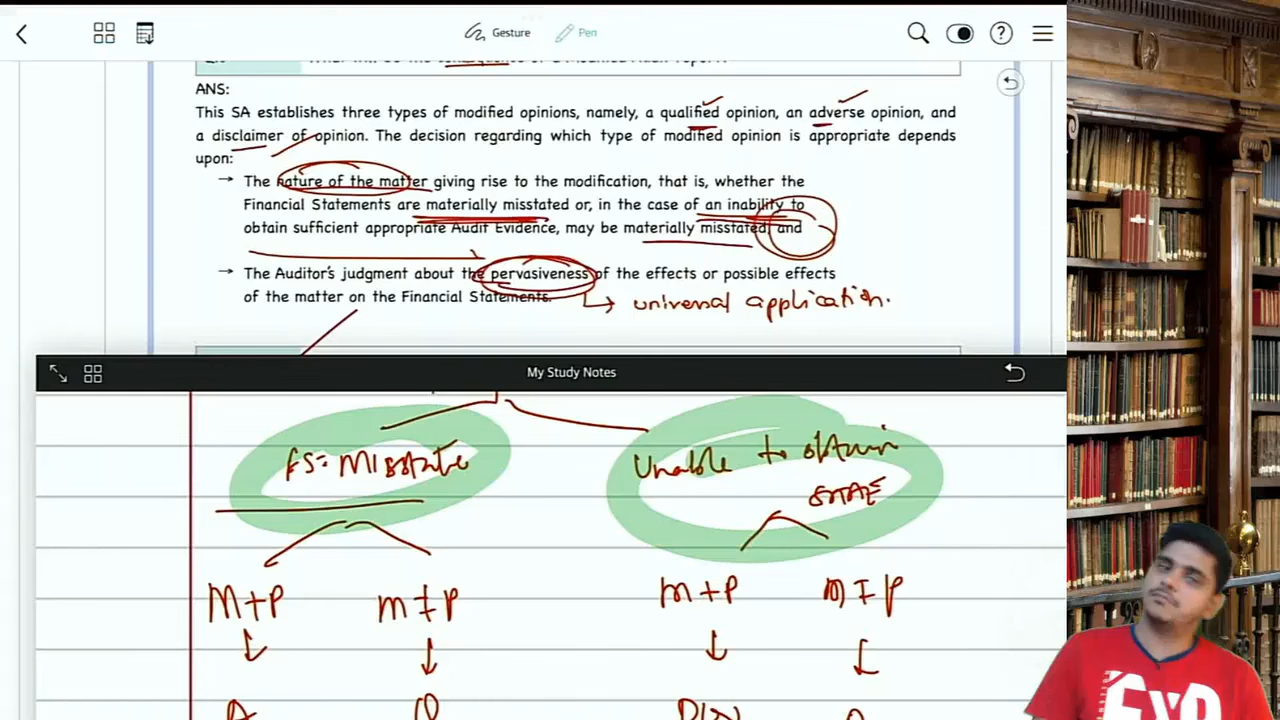 Gesture Pen
ANS:
This SA establishes three types of modified opinions, namely, a qualified opinion, an adverse opinion, and
a disclaimer of opinion. The decision regarding which type of modified opinion is appropriate depends
upon:
→ The nature of the matter giving rise to the modification, that is, whether the
Financial Statements are materially misstated or, in the case of an inability to
obtain sufficient appropriate Audit Evidence, may be materially misstated; and
→ The Auditor's judgment about the pervasiveness of the effects or possible effects
of the matter on the Financial Statements.
→ universal application.
My Study Notes
FS: Misstate
Unable to obtain
SAAE
M+P
M≠P
M+P
M≠P
A
Q
Q